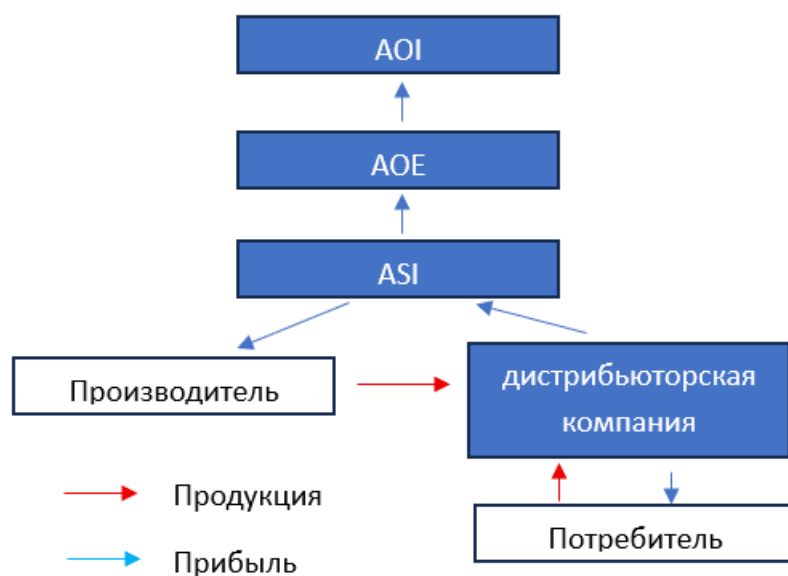 AOI
AOE
ASI
Производитель
дистрибьюторская
компания
Продукция
Потребитель
Прибыль